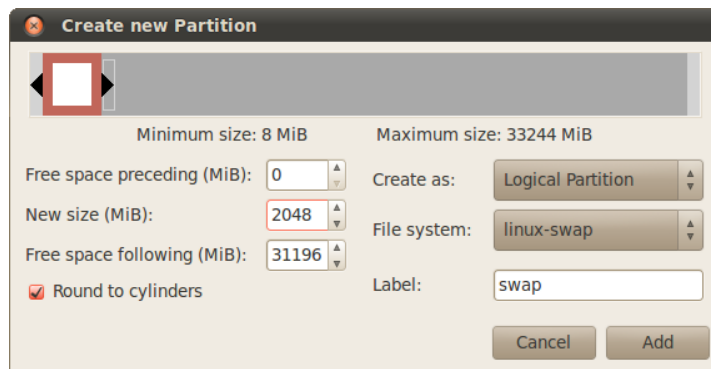 Create new Partition
Minimum size: 8 MiB Maximum size: 33244 MiB
Free space preceding (MiB): 0 Create as: Logical Partition
New size (MiB): 2048 File system: linux-swap
Free space following (MiB): 31196
Round to cylinders Label: swap
Cancel Add